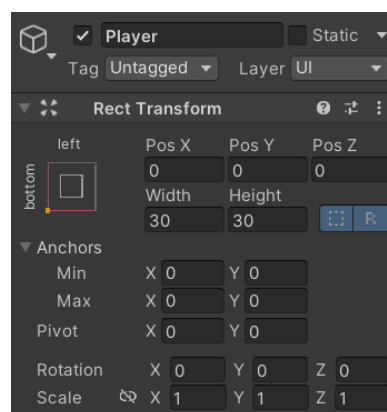 Player Static
Tag Untagged Layer UI
Rect Transform
left Pos X Pos Y Pos Z
bottom 0 0 0
Width Height
30 30 R
Anchors
Min X 0 Y 0
Max X 0 Y 0
Pivot X 0 Y 0
Rotation X 0 Y 0 Z 0
Scale X 1 Y 1 Z 1